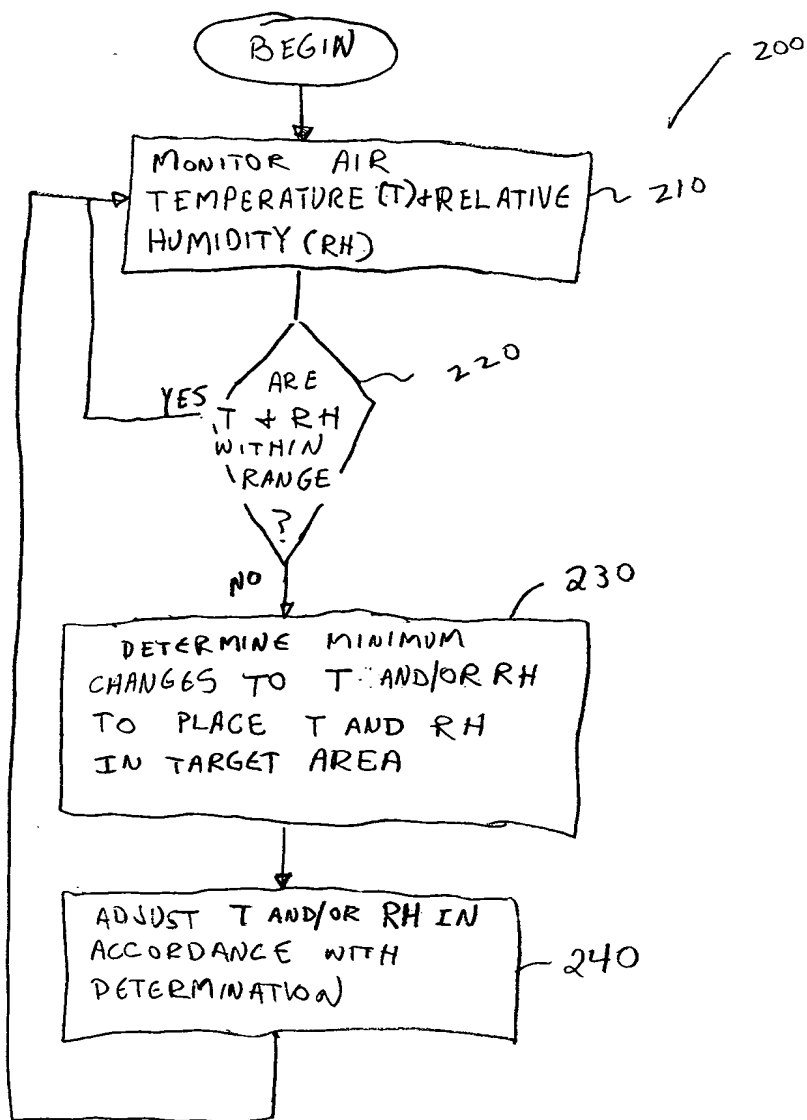 BEGIN
200
MONITOR AIR
TEMPERATURE (T) + RELATIVE
HUMIDITY (RH)
210
ARE
YES
T + RH
WITHIN
RANGE
?
220
NO
230
DETERMINE MINIMUM
CHANGES TO T AND/OR RH
TO PLACE T AND RH
IN TARGET AREA
ADJUST T AND/OR RH IN
ACCORDANCE WITH
DETERMINATION
240